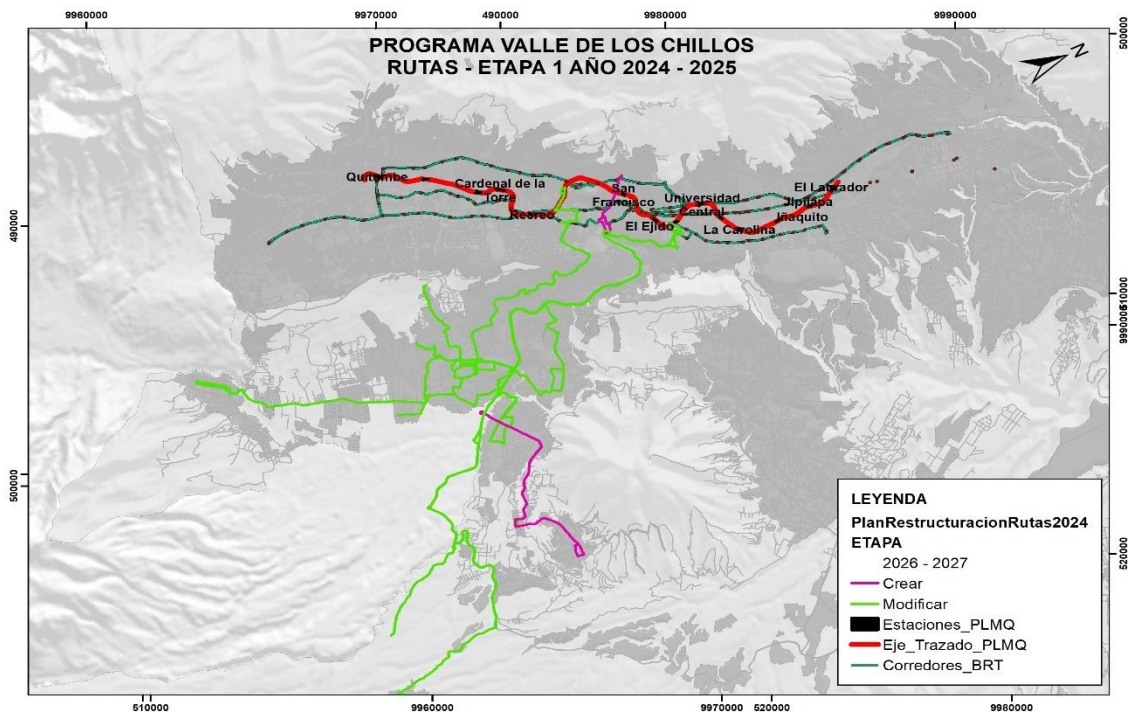 9960000
9970000
490000
9980000
9990000
500000
PROGRAMA VALLE DE LOS CHILLOS
RUTAS - ETAPA 1 AÑO 2024 - 2025
N
Quitumbe
Cardenal de la
Torre
Recreo
San
Francisco
El Ejido
Universidad
Central
La Carolina
El Labrador
Jipijapa
Iñaquito
490000
510000
500000
520000
LEYENDA
PlanRestructuracionRutas2024
ETAPA
2026 - 2027
Crear
Modificar
Estaciones_PLMQ
Eje_Trazado_PLMQ
Corredores_BRT
510000
9960000
9970000
520000
9980000